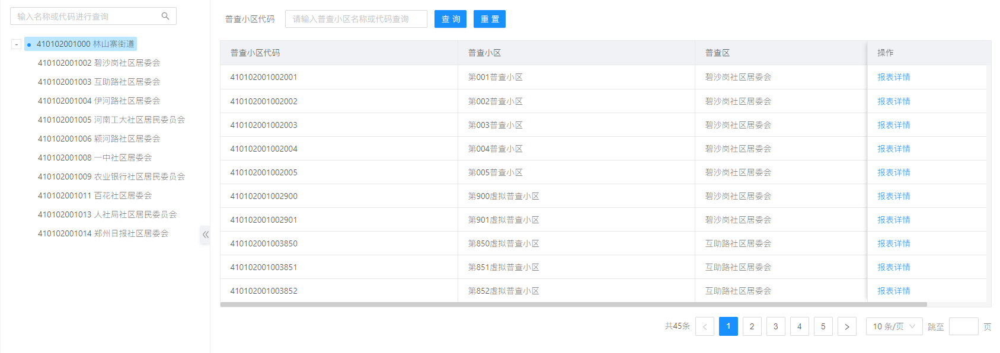 输入名称或代码进行查询
- 410102001000 林山寨街道
410102001002 碧沙岗社区居委会
410102001003 互助路社区居委会
410102001004 伊河路社区居委会
410102001005 河南工大社区居民委员会
410102001006 颖河路社区居委会
410102001008 一中社区居委会
410102001009 农业银行社区居民委员会
410102001011 百花社区居委会
410102001013 人社局社区居民委员会
410102001014 郑州日报社区居委会
普查小区代码 请输入普查小区名称或代码查询 查 询 重 置
普查小区代码 普查小区 普查区 操作
410102001002001 第001普查小区 碧沙岗社区居委会 报表详情
410102001002002 第002普查小区 碧沙岗社区居委会 报表详情
410102001002003 第003普查小区 碧沙岗社区居委会 报表详情
410102001002004 第004普查小区 碧沙岗社区居委会 报表详情
410102001002005 第005普查小区 碧沙岗社区居委会 报表详情
410102001002900 第900虚拟普查小区 碧沙岗社区居委会 报表详情
410102001002901 第901虚拟普查小区 碧沙岗社区居委会 报表详情
410102001003850 第850虚拟普查小区 互助路社区居委会 报表详情
410102001003851 第851虚拟普查小区 互助路社区居委会 报表详情
410102001003852 第852虚拟普查小区 互助路社区居委会 报表详情
共45条 < 1 2 3 4 5 > 10 条/页 跳至 页